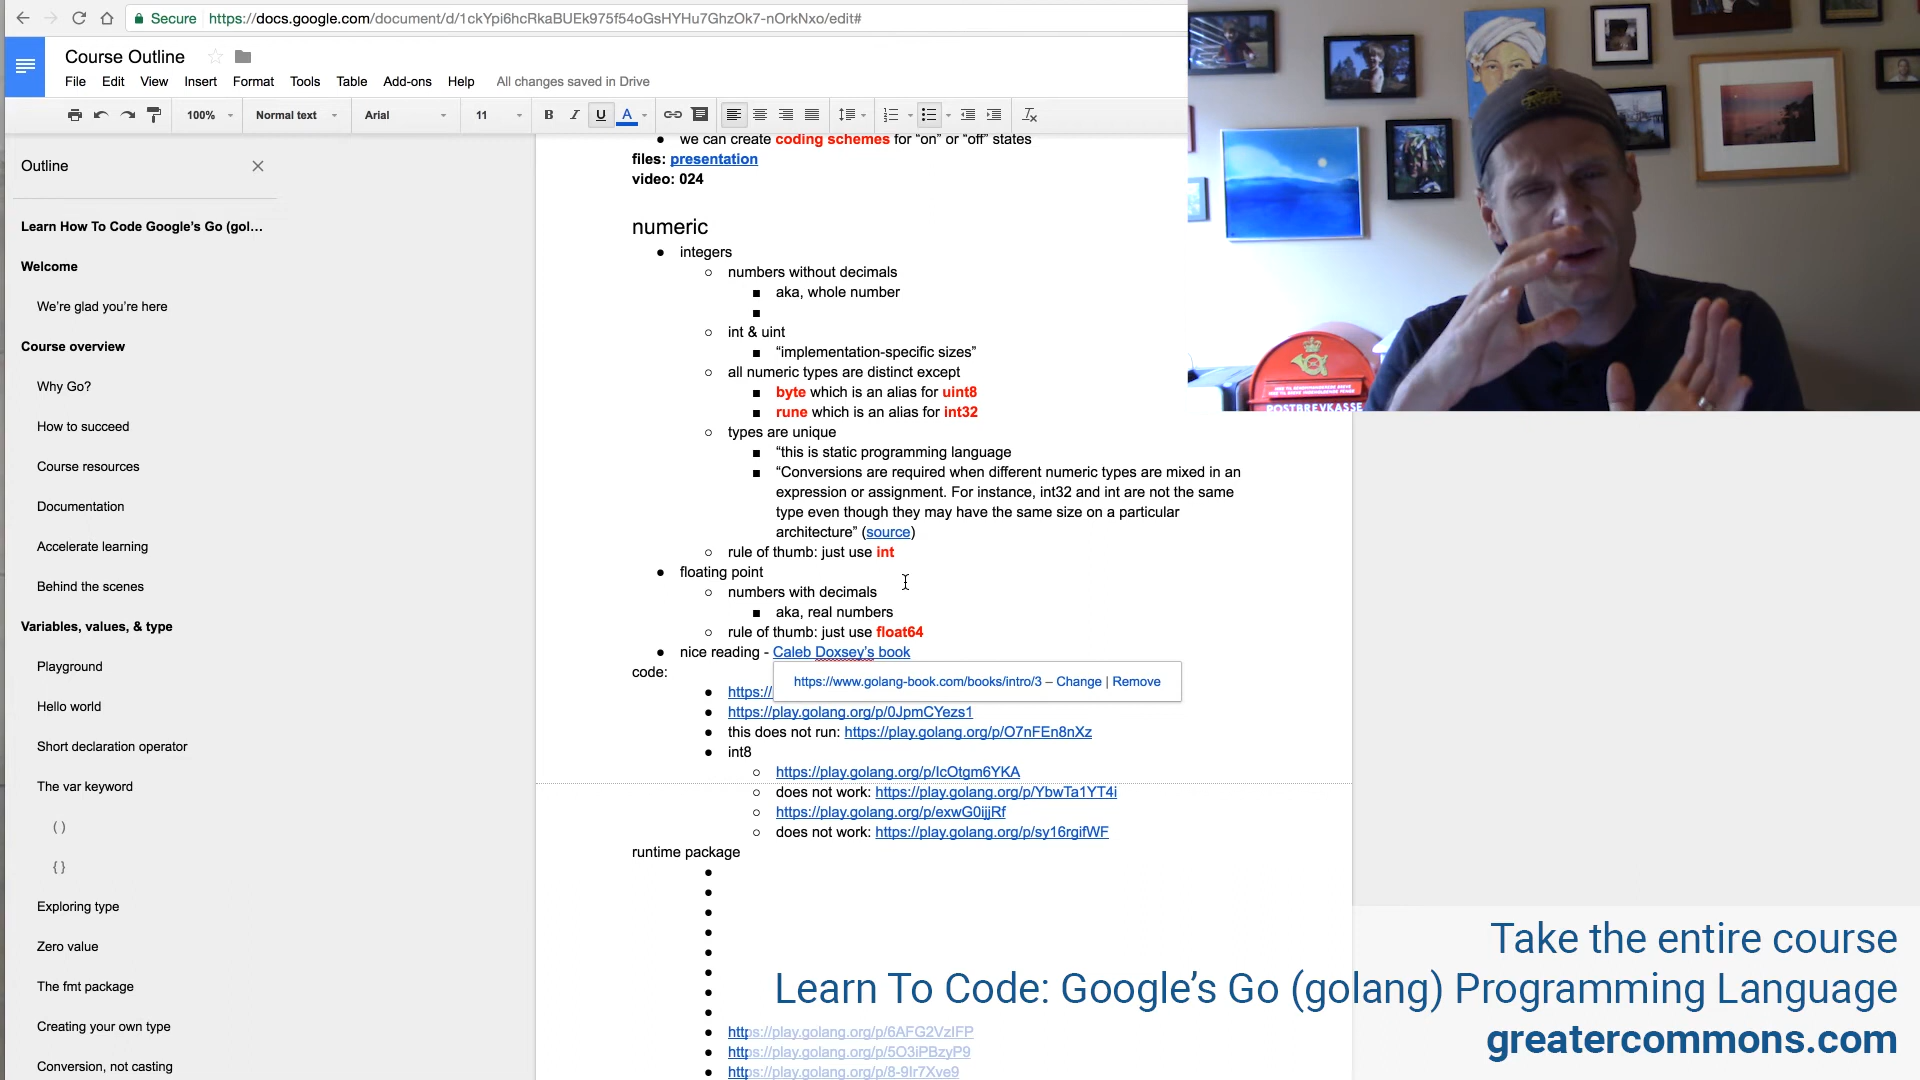 Secure https://docs.google.com/document/d/1ckYpi6hcRkaBUEk975f54oGsHYHu7GhzOk7-nOrkNxo/edit#
Course Outline
File Edit View Insert Format Tools Table Add-ons Help All changes saved in Drive
100% Normal text Arial 11 B I U A
Outline
Learn How To Code Google's Go (gol...
Welcome
We're glad you're here
Course overview
Why Go?
How to succeed
Course resources
Documentation
Accelerate learning
Behind the scenes
Variables, values, & type
Playground
Hello world
Short declaration operator
The var keyword
( )
{ }
Exploring type
Zero value
The fmt package
Creating your own type
Conversion, not casting
● we can create coding schemes for “on” or “off” states
files: presentation
video: 024
numeric
● integers
○ numbers without decimals
■ aka, whole number
■
○ int & uint
■ “implementation-specific sizes”
○ all numeric types are distinct except
■ byte which is an alias for uint8
■ rune which is an alias for int32
○ types are unique
■ “this is static programming language
■ “Conversions are required when different numeric types are mixed in an
expression or assignment. For instance, int32 and int are not the same
type even though they may have the same size on a particular
architecture” (source)
○ rule of thumb: just use int
● floating point
○ numbers with decimals
■ aka, real numbers
○ rule of thumb: just use float64
● nice reading - Caleb Doxsey's book
https://www.golang-book.com/books/intro/3 – Change | Remove
code:
● https://
● https://play.golang.org/p/0JpmCYezs1
● this does not run: https://play.golang.org/p/O7nFEn8nXz
● int8
○ https://play.golang.org/p/IcOtgm6YKA
○ does not work: https://play.golang.org/p/YbwTa1YT4i
○ https://play.golang.org/p/exwG0ijjRf
○ does not work: https://play.golang.org/p/sy16rgifWF
runtime package
● https://play.golang.org/p/6AFG2VzIFP
● https://play.golang.org/p/5O3iPBzyP9
● https://play.golang.org/p/8-9Ir7Xve9
POSTBREVKASSE
Take the entire course
Learn To Code: Google’s Go (golang) Programming Language
greatercommons.com